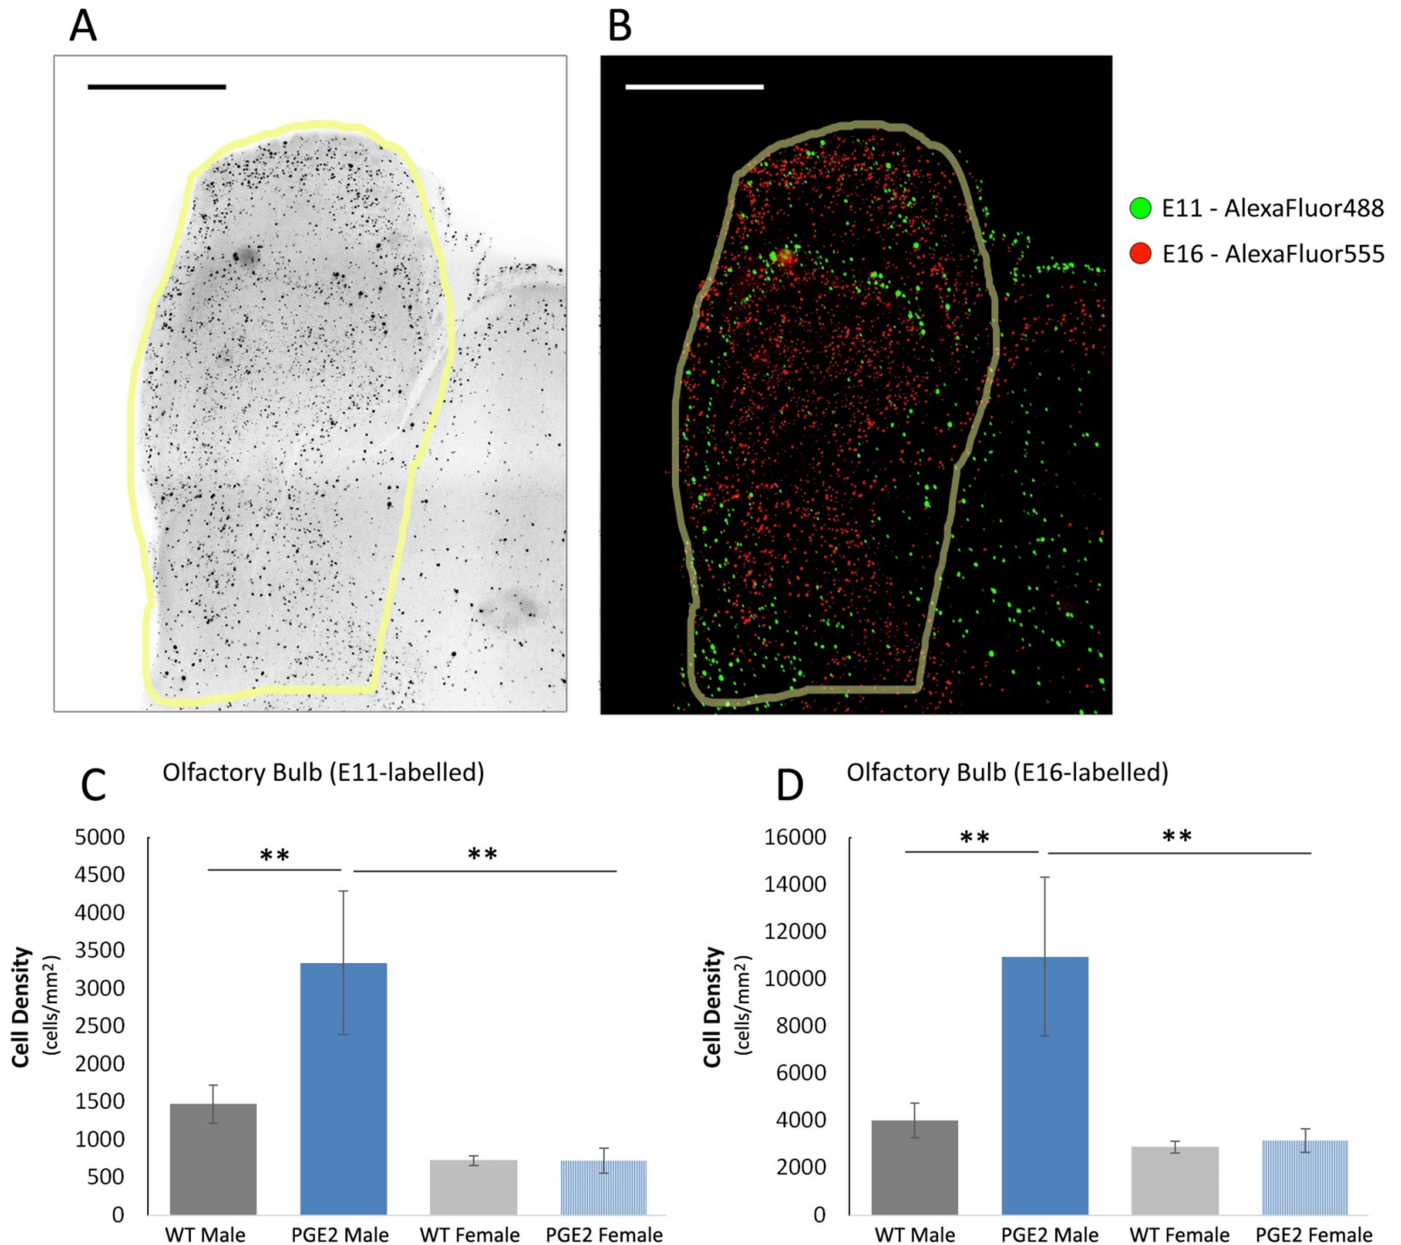 A
B
E11 - AlexaFluor488
E16 - AlexaFluor555
C
Olfactory Bulb (E11-labelled)
5000
4500
4000
3500
3000
2500
2000
1500
1000
500
0
Cell Density
(cells/mm²)
** **
WT Male PGE2 Male WT Female PGE2 Female
D
Olfactory Bulb (E16-labelled)
16000
14000
12000
10000
8000
6000
4000
2000
0
Cell Density
(cells/mm²)
** **
WT Male PGE2 Male WT Female PGE2 Female